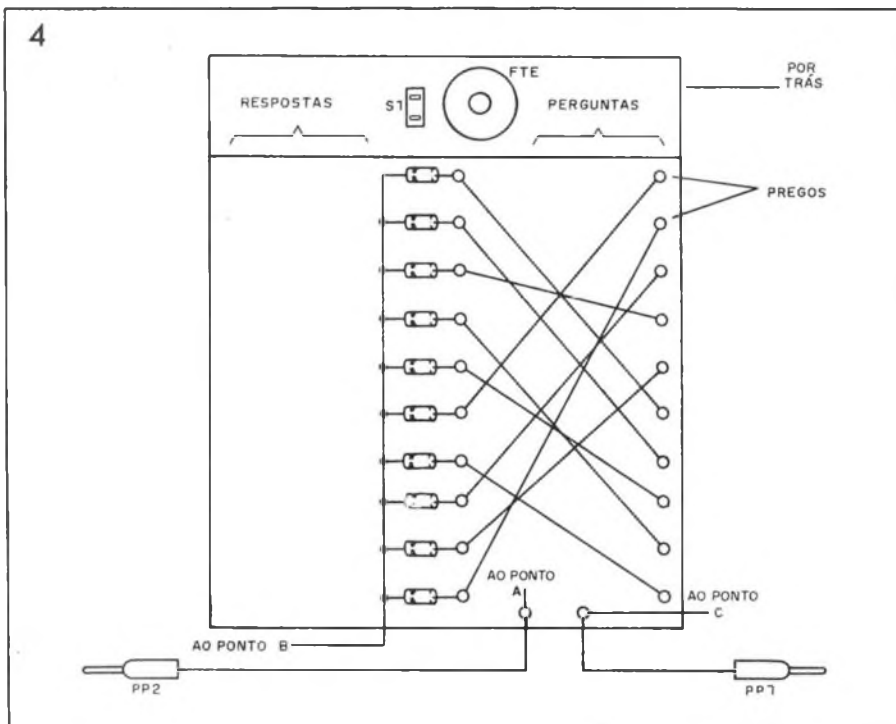 4
FTE
POR
TRÁS
RESPOSTAS
S1
PERGUNTAS
PREGOS
AO PONTO
A
AO PONTO
C
AO PONTO B
PP2
PP1